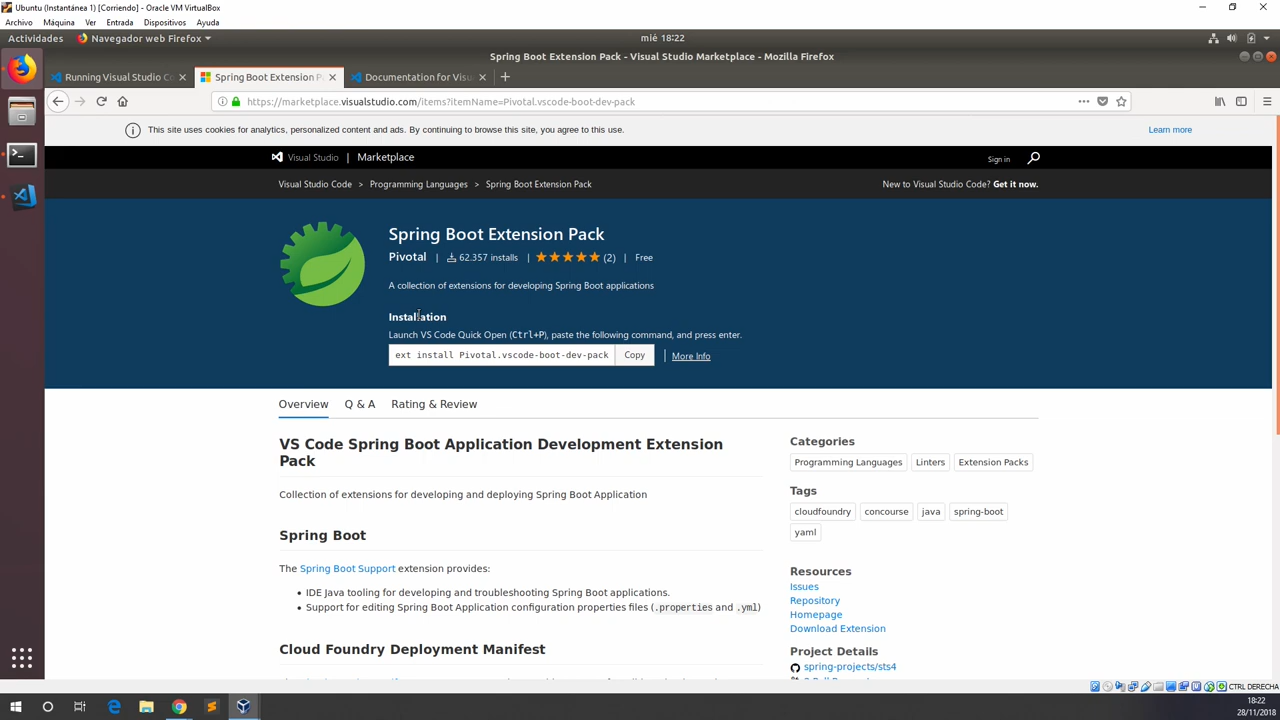 Ubuntu (Instantánea 1) [Corriendo] - Oracle VM VirtualBox
Archivo Máquina Ver Entrada Dispositivos Ayuda
Actividades Navegador web Firefox mié 18:22
Spring Boot Extension Pack - Visual Studio Marketplace - Mozilla Firefox
Running Visual Studio C Spring Boot Extension P Documentation for Visu
https://marketplace.visualstudio.com/items?itemName=Pivotal.vscode-boot-dev-pack
This site uses cookies for analytics, personalized content and ads. By continuing to browse this site, you agree to this use. Learn more
Visual Studio | Marketplace Sign in
Visual Studio Code > Programming Languages > Spring Boot Extension Pack New to Visual Studio Code? Get it now.
Spring Boot Extension Pack
Pivotal | 62.357 installs | (2) | Free
A collection of extensions for developing Spring Boot applications
Installation
Launch VS Code Quick Open (Ctrl+P), paste the following command, and press enter.
ext install Pivotal.vscode-boot-dev-pack Copy | More Info
Overview Q & A Rating & Review
VS Code Spring Boot Application Development Extension
Pack
Collection of extensions for developing and deploying Spring Boot Application
Spring Boot
The Spring Boot Support extension provides:
• IDE Java tooling for developing and troubleshooting Spring Boot applications.
• Support for editing Spring Boot Application configuration properties files (.properties and .yml)
Cloud Foundry Deployment Manifest
Categories
Programming Languages Linters Extension Packs
Tags
cloudfoundry concourse java spring-boot
yaml
Resources
Issues
Repository
Homepage
Download Extension
Project Details
spring-projects/sts4
CTRL DERECHA
18:22
28/11/2018